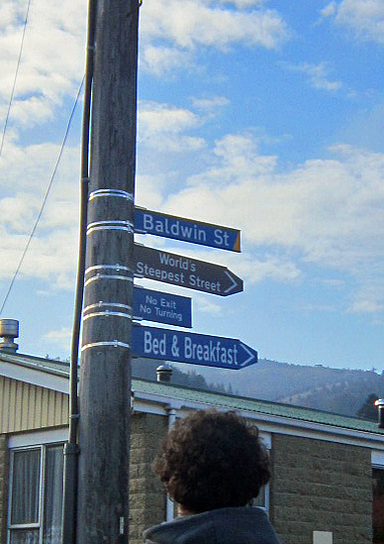 Baldwin St
World's
Steepest Street
No Exit
No Turning
Bed & Breakfast